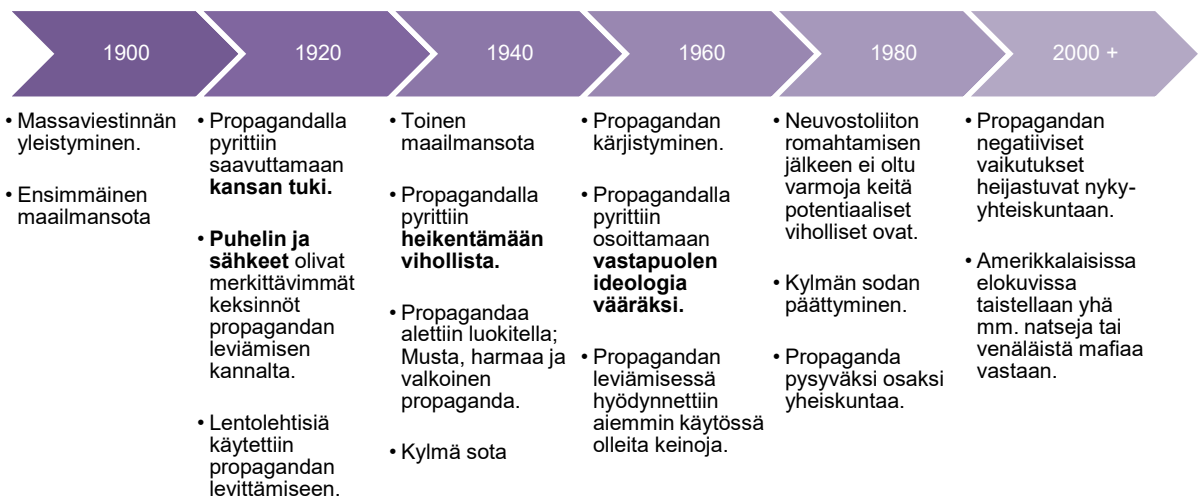 1900
1920
1940
1960
1980
2000 +
• Massaviestinnän
yleistyminen.
• Ensimmäinen
maailmansota
• Propagandalla
pyrittiin
saavuttamaan
kansan tuki.
• Puhelin ja
sähkeet olivat
merkittävimmät
keksinnöt
propagandan
leviämisen
kannalta.
• Lentolehtisiä
käytettiin
propagandan
levittämiseen.
• Toinen
maailmansota
• Propagandalla
pyrittiin
heikentämään
vihollista.
• Propagandaa
alettiin luokitella;
Musta, harmaa ja
valkoinen
propaganda.
• Kylmä sota
• Propagandan
kärjistyminen.
• Propagandalla
pyrittiin
osoittamaan
vastapuolen
ideologia
vääräksi.
• Propagandan
leviämisessä
hyödynnettiin
aiemmin käytössä
olleita keinoja.
• Neuvostoliiton
romahtamisen
jälkeen ei oltu
varmoja keitä
potentiaaliset
viholliset ovat.
• Kylmän sodan
päättyminen.
• Propaganda
pysyväksi osaksi
yheiskuntaa.
• Propagandan
negatiiviset
vaikutukset
heijastuvat nyky-
yhteiskuntaan.
• Amerikkalaisissa
elokuvissa
taistellaan yhä
mm. natseja tai
venäläistä mafiaa
vastaan.